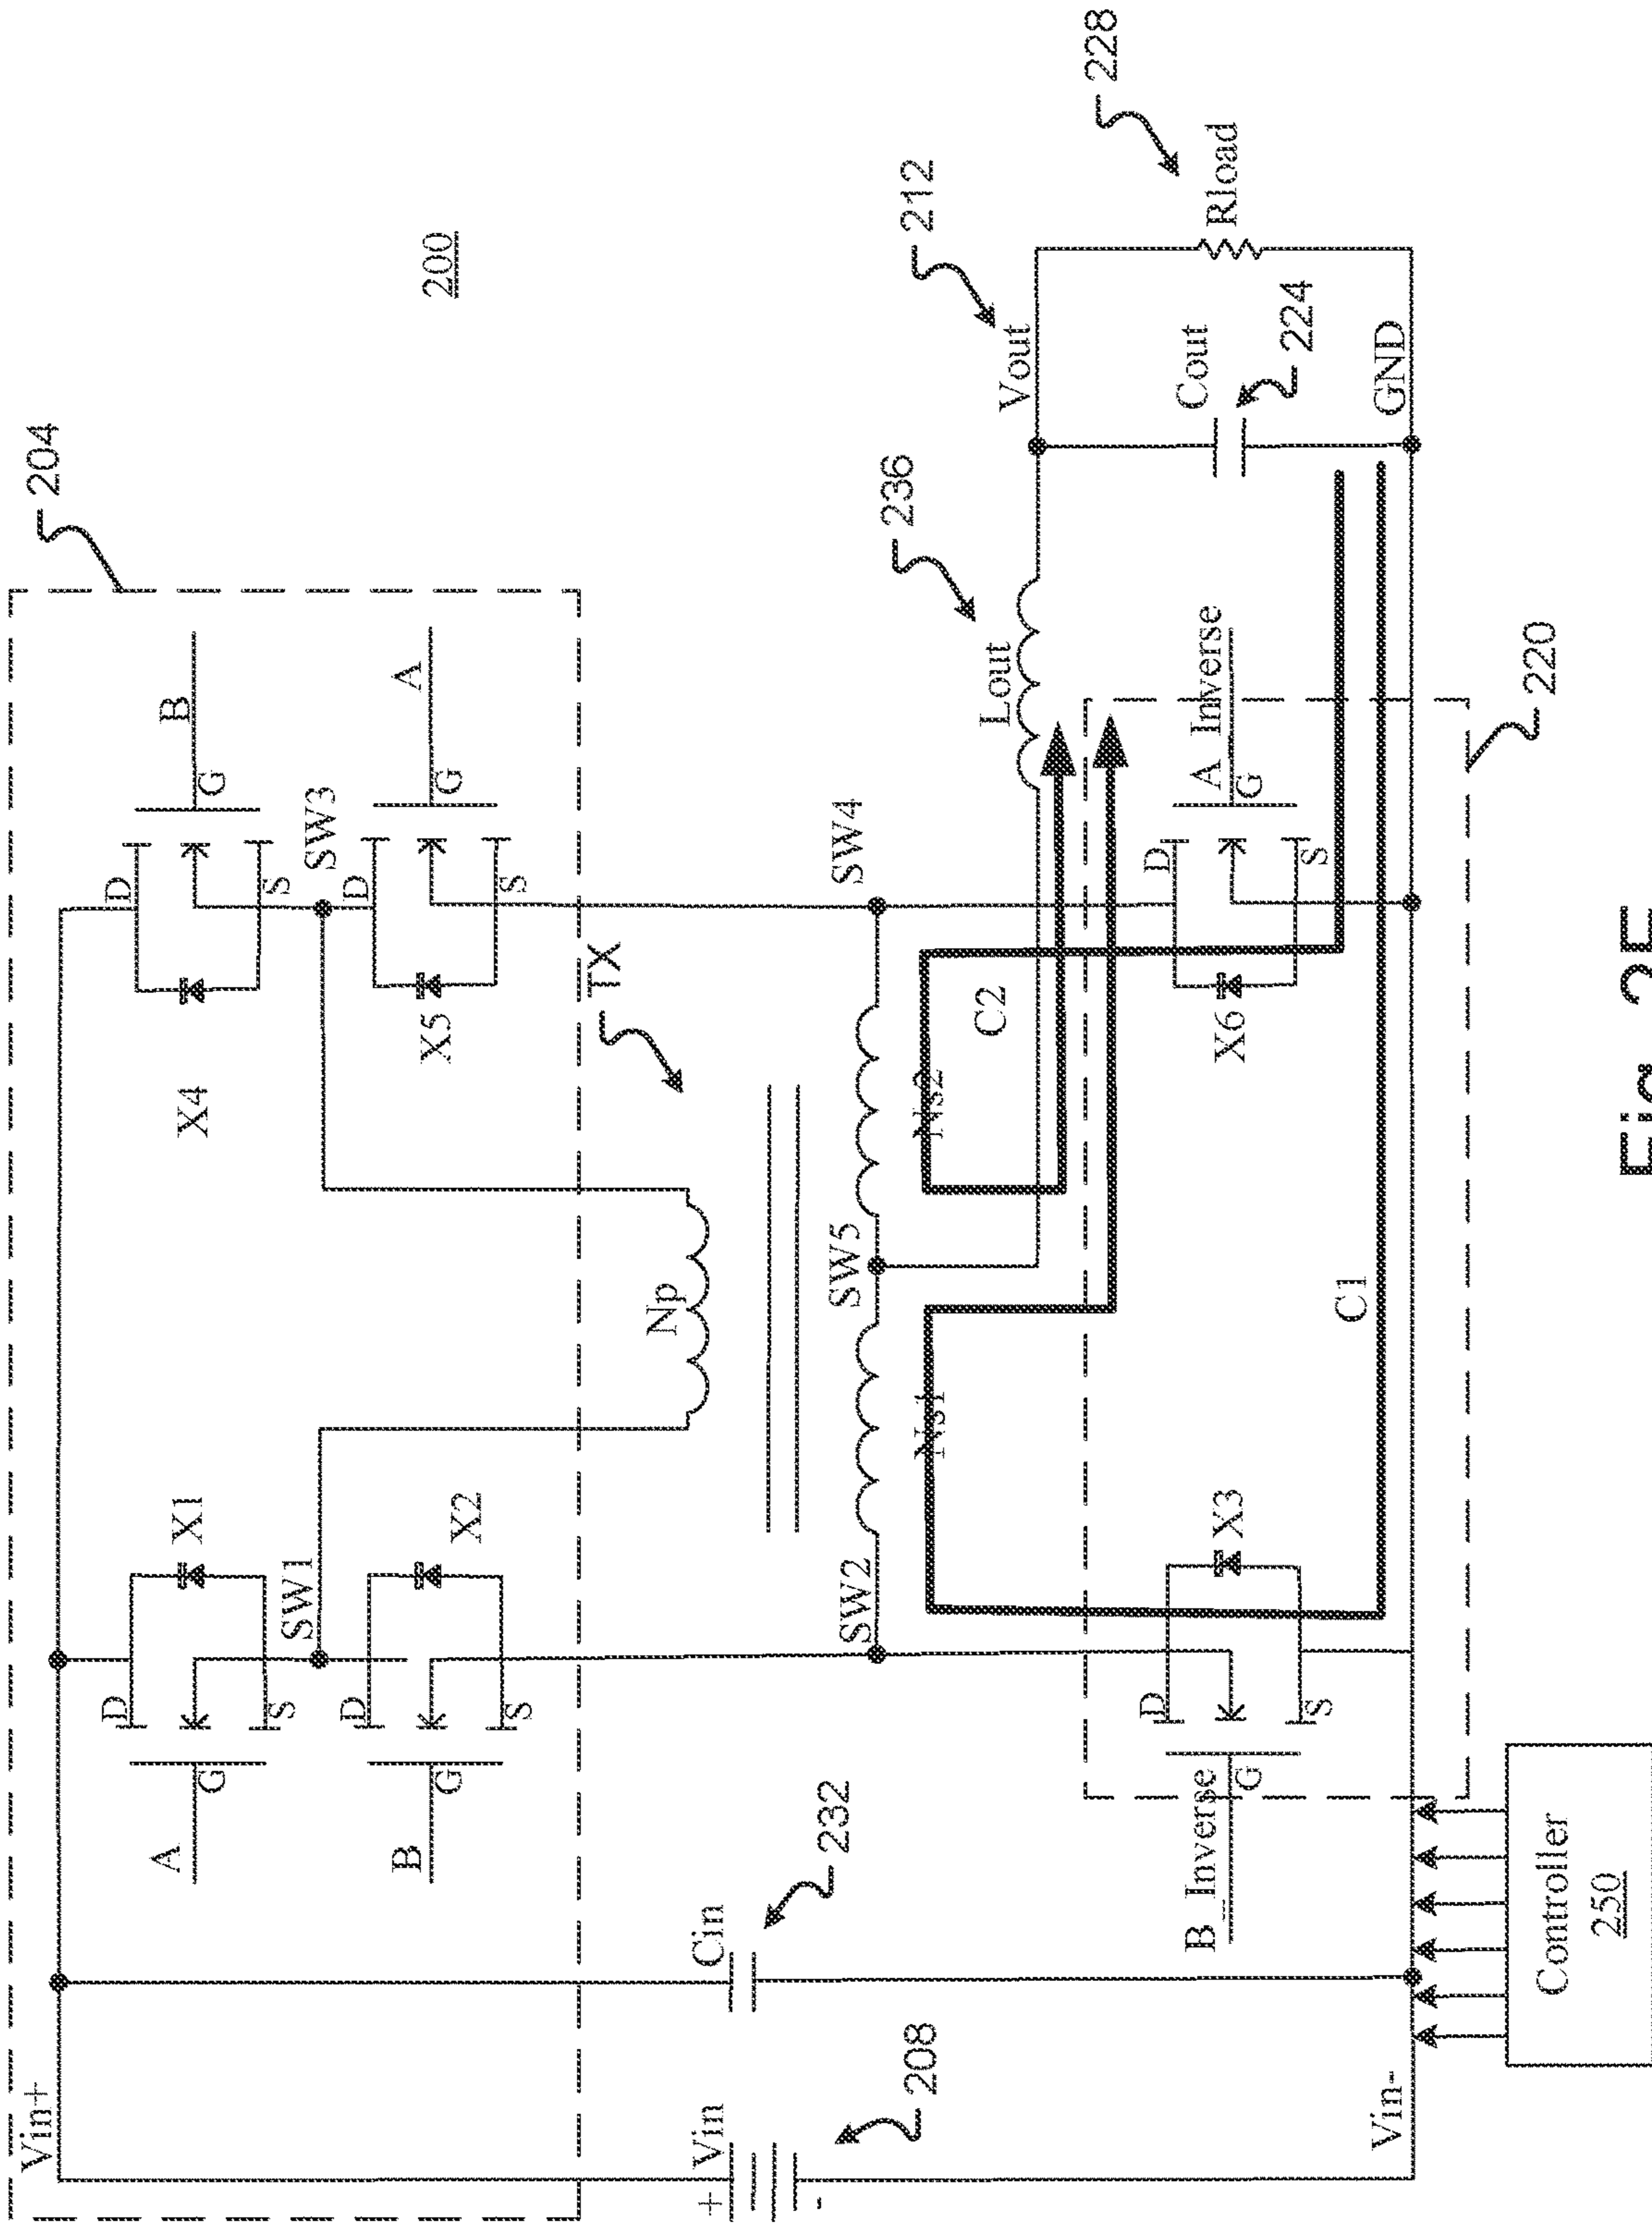 200
204
Vin+
A
D
G
S
X1
X4
D
G
S
B
SW1
SW3
B
D
G
S
X2
X5
D
G
S
A
TX
Np
+
Vin
-
208
Cin
232
SW2
SW5
SW4
Ns1
Ns2
C2
Lout
236
Vout
212
B_Inverse
D
G
S
X3
X6
D
G
S
A_Inverse
Cout
224
Rload
228
C1
Vin-
GND
220
Controller
250